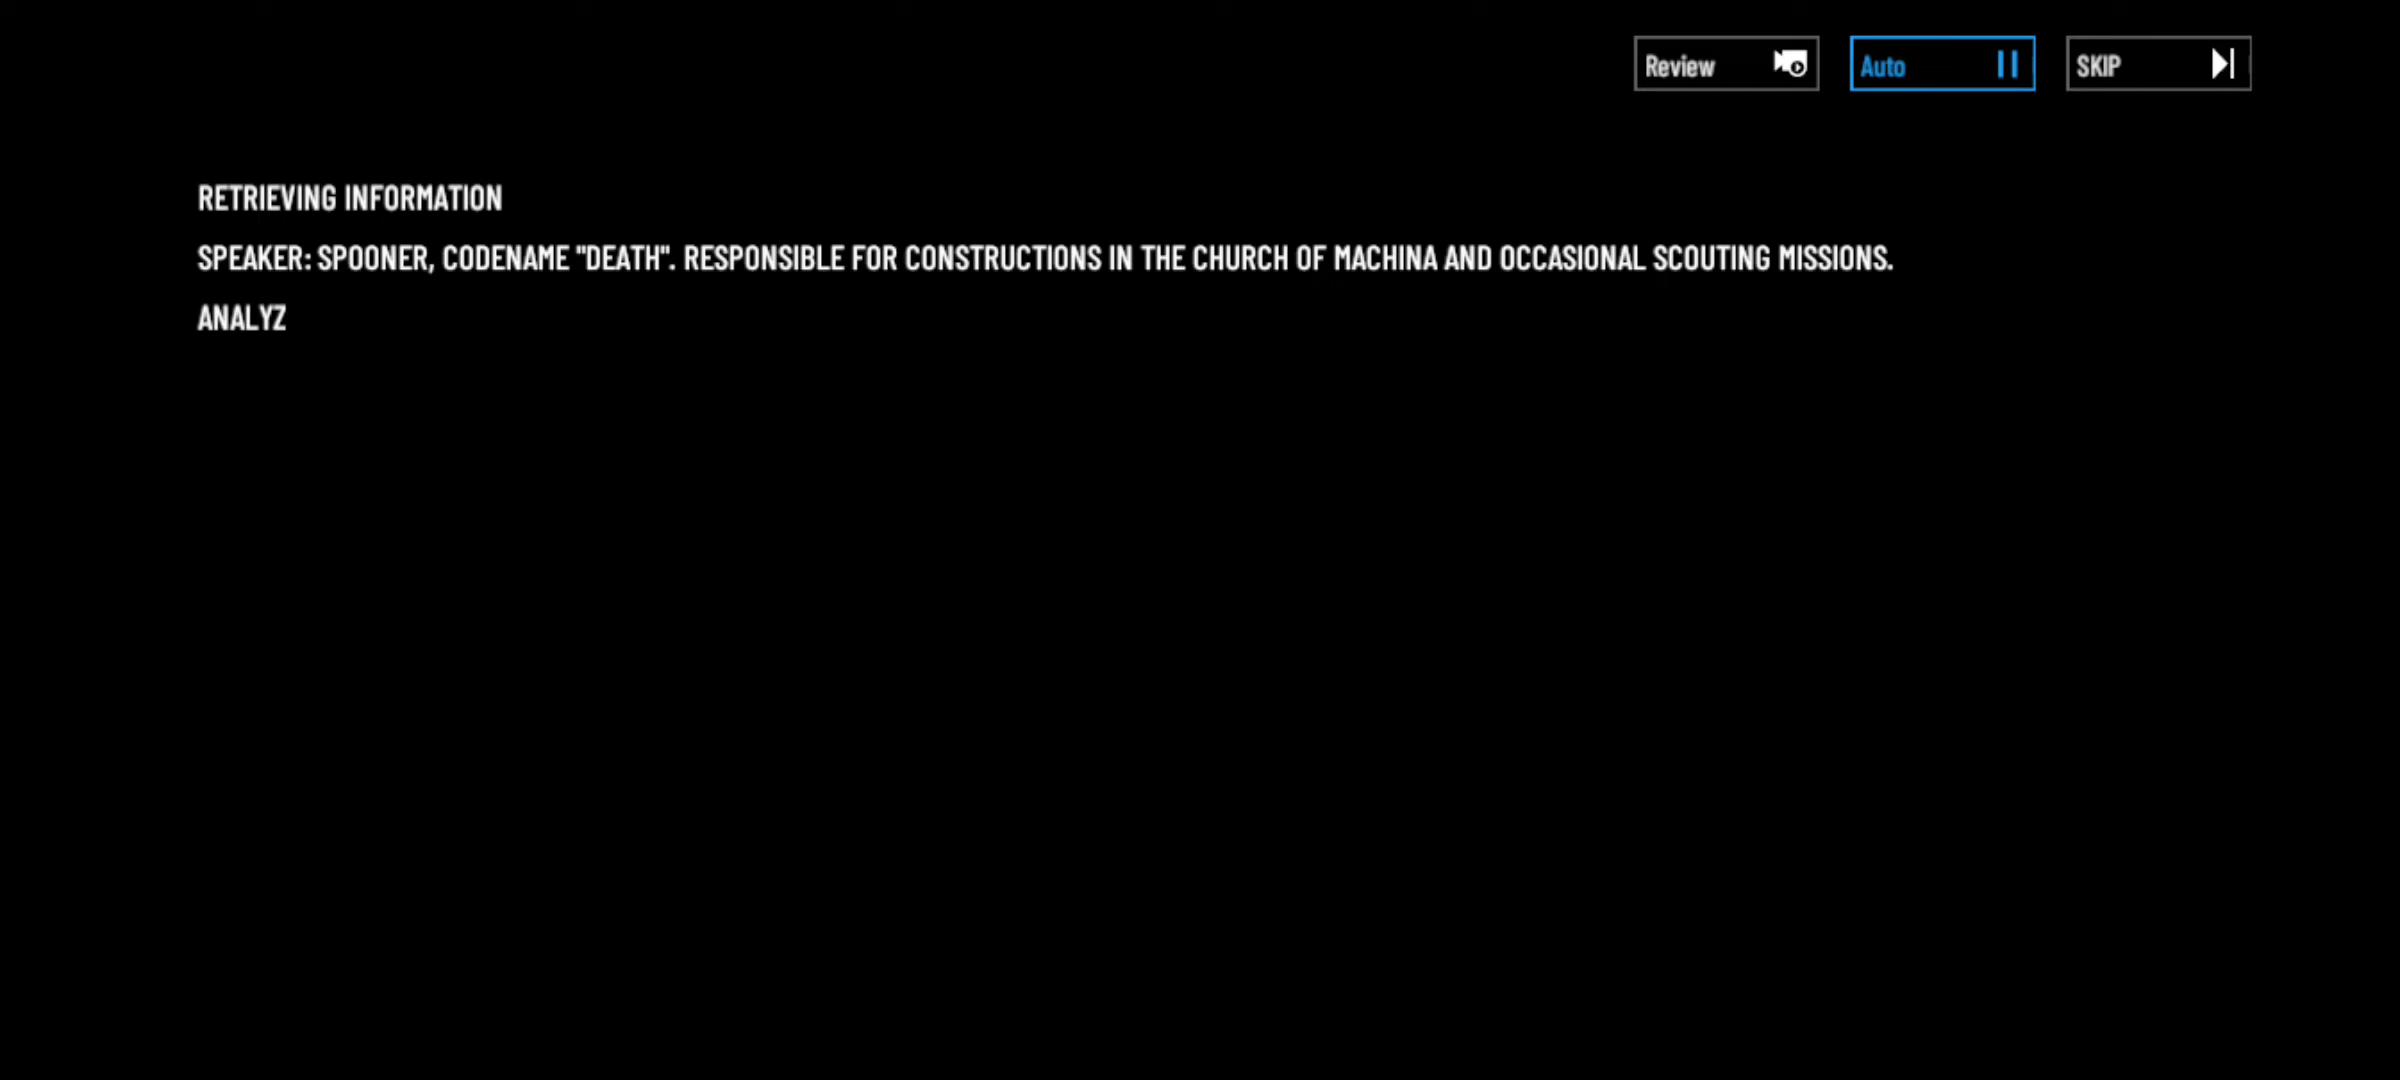 Review
Auto
SKIP
RETRIEVING INFORMATION
SPEAKER: SPOONER, CODENAME "DEATH". RESPONSIBLE FOR CONSTRUCTIONS IN THE CHURCH OF MACHINA AND OCCASIONAL SCOUTING MISSIONS.
ANALYZ